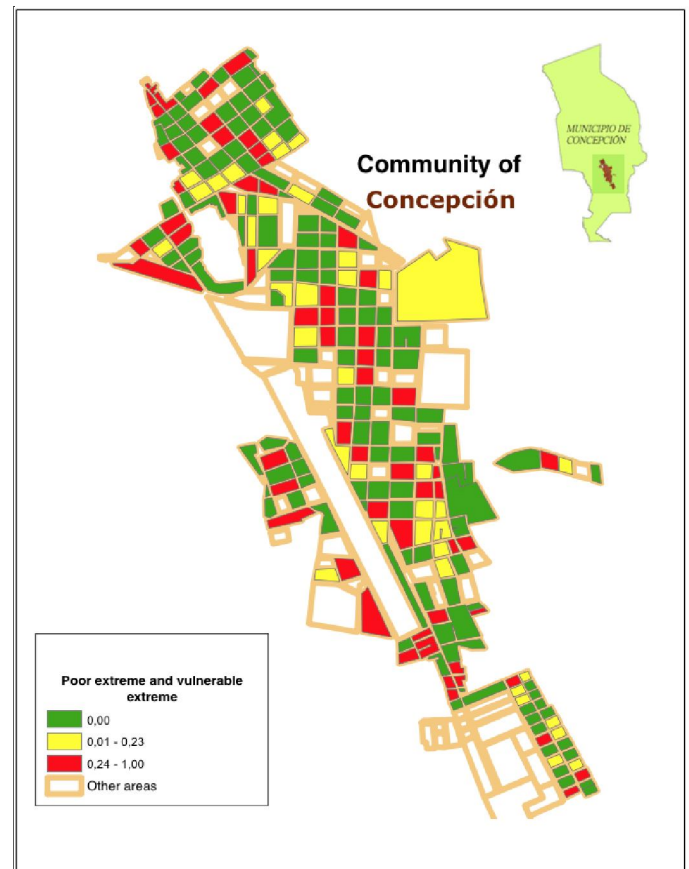 Community of
Concepción
MUNICIPIO DE
CONCEPCIÓN
Poor extreme and vulnerable
extreme
0,00
0,01 - 0,23
0,24 - 1,00
Other areas